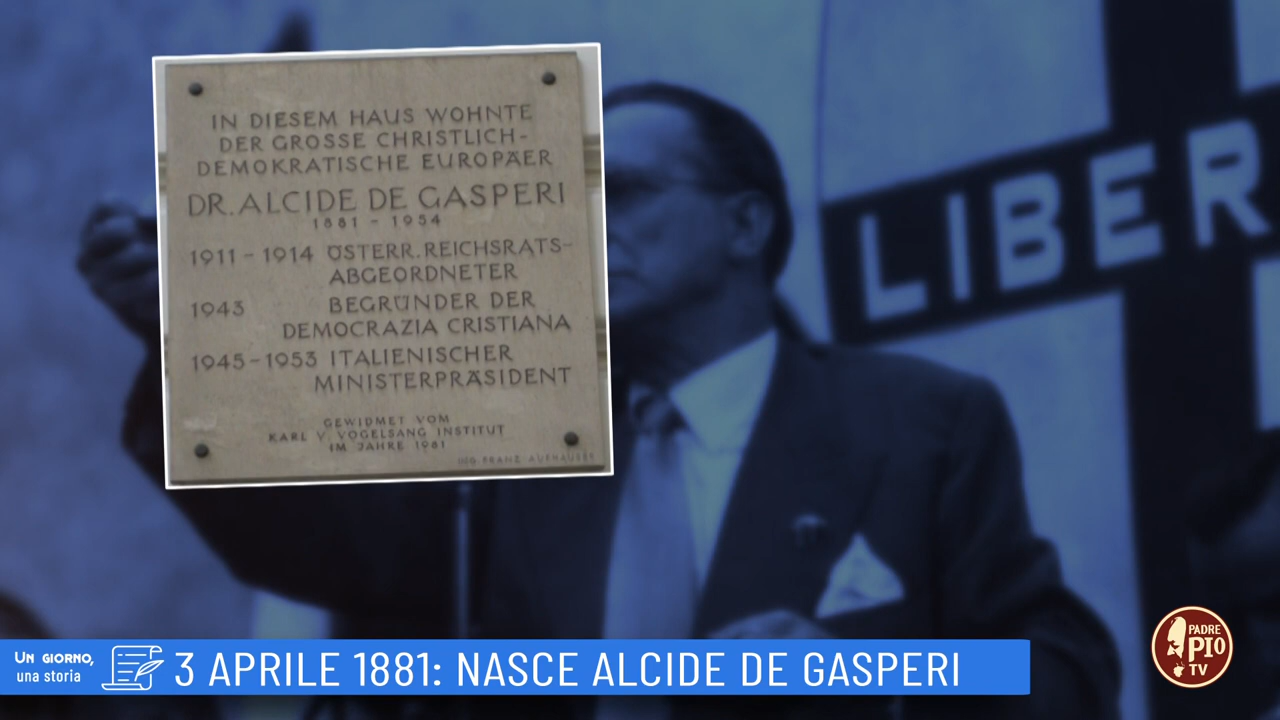 IN DIESEM HAUS WOHNTE
DER GROSSE CHRISTLICH-
DEMOKRATISCHE EUROPÄER
DR. ALCIDE DE GASPERI
1881 - 1954
1911 - 1914 ÖSTERR. REICHSRATS-
ABGEORDNETER
1943 BEGRÜNDER DER
DEMOCRAZIA CRISTIANA
1945-1953 ITALIENISCHER
MINISTERPRÄSIDENT
GEWIDMET VOM
KARL V. VOGELSANG INSTITUT
IM JAHRE 1981
FRANZ
LIBER
UN GIORNO,
una storia
3 APRILE 1881: NASCE ALCIDE DE GASPERI
PADRE
PIO
TV